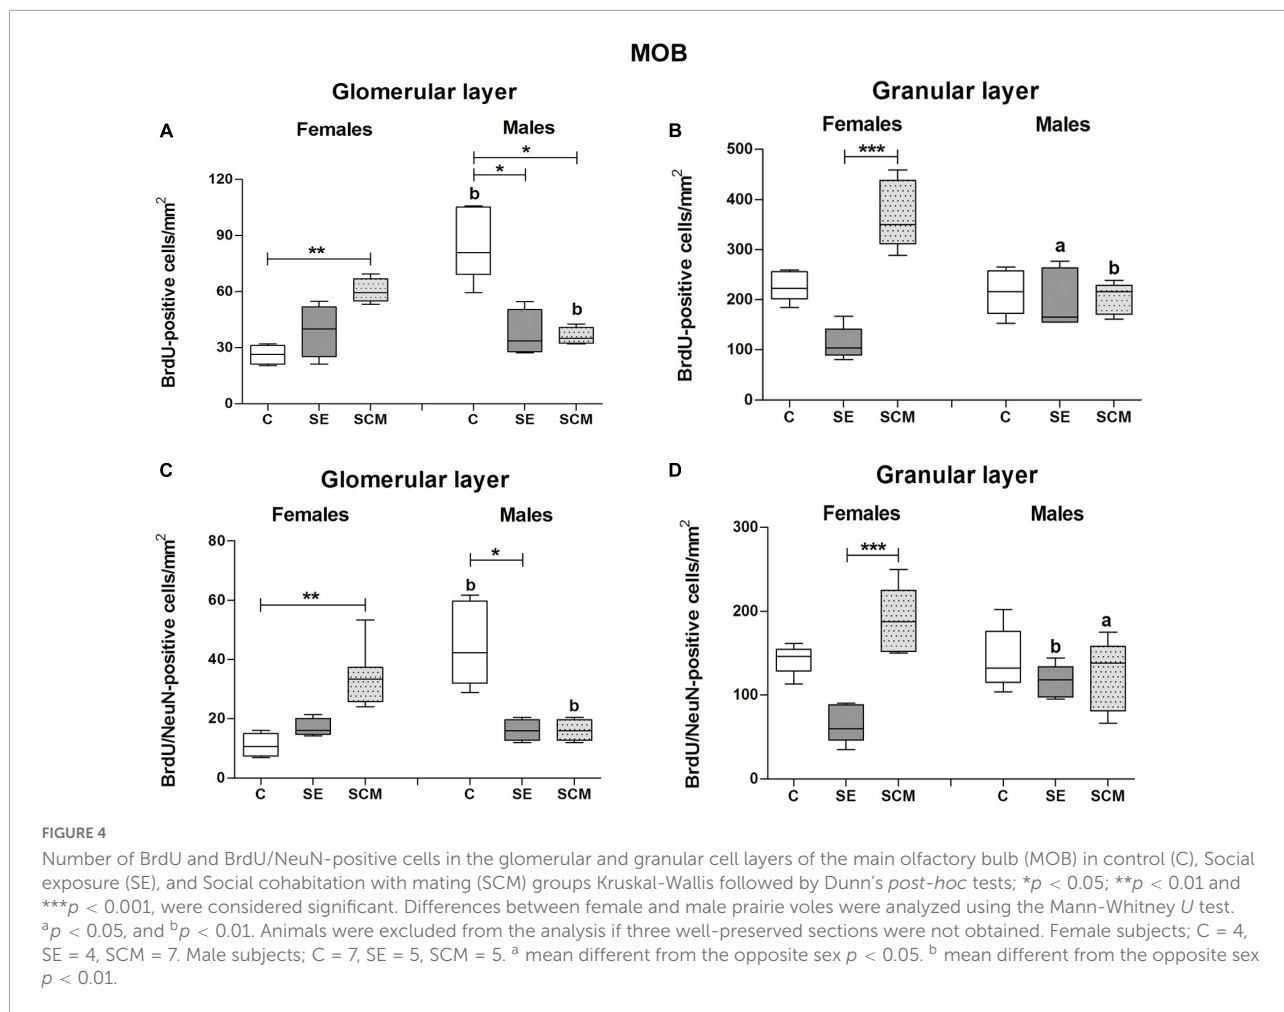 MOB
Glomerular layer
A
Females
Males
**
b
*
*
b
BrdU-positive cells/mm2
120
90
60
30
0
C SE SCM C SE SCM
Granular layer
B
Females
Males
***
a
b
BrdU-positive cells/mm2
500
400
300
200
100
0
C SE SCM C SE SCM
C
Glomerular layer
Females
Males
**
b
*
b
BrdU/NeuN-positive cells/mm2
80
60
40
20
0
C SE SCM C SE SCM
D
Granular layer
Females
Males
***
b
a
BrdU/NeuN-positive cells/mm2
300
200
100
0
C SE SCM C SE SCM
FIGURE 4
Number of BrdU and BrdU/NeuN-positive cells in the glomerular and granular cell layers of the main olfactory bulb (MOB) in control (C), Social
exposure (SE), and Social cohabitation with mating (SCM) groups Kruskal-Wallis followed by Dunn's post-hoc tests; *p < 0.05; **p < 0.01 and
***p < 0.001, were considered significant. Differences between female and male prairie voles were analyzed using the Mann-Whitney U test.
ap < 0.05, and bp < 0.01. Animals were excluded from the analysis if three well-preserved sections were not obtained. Female subjects; C = 4,
SE = 4, SCM = 7. Male subjects; C = 7, SE = 5, SCM = 5. a mean different from the opposite sex p < 0.05. b mean different from the opposite sex
p < 0.01.